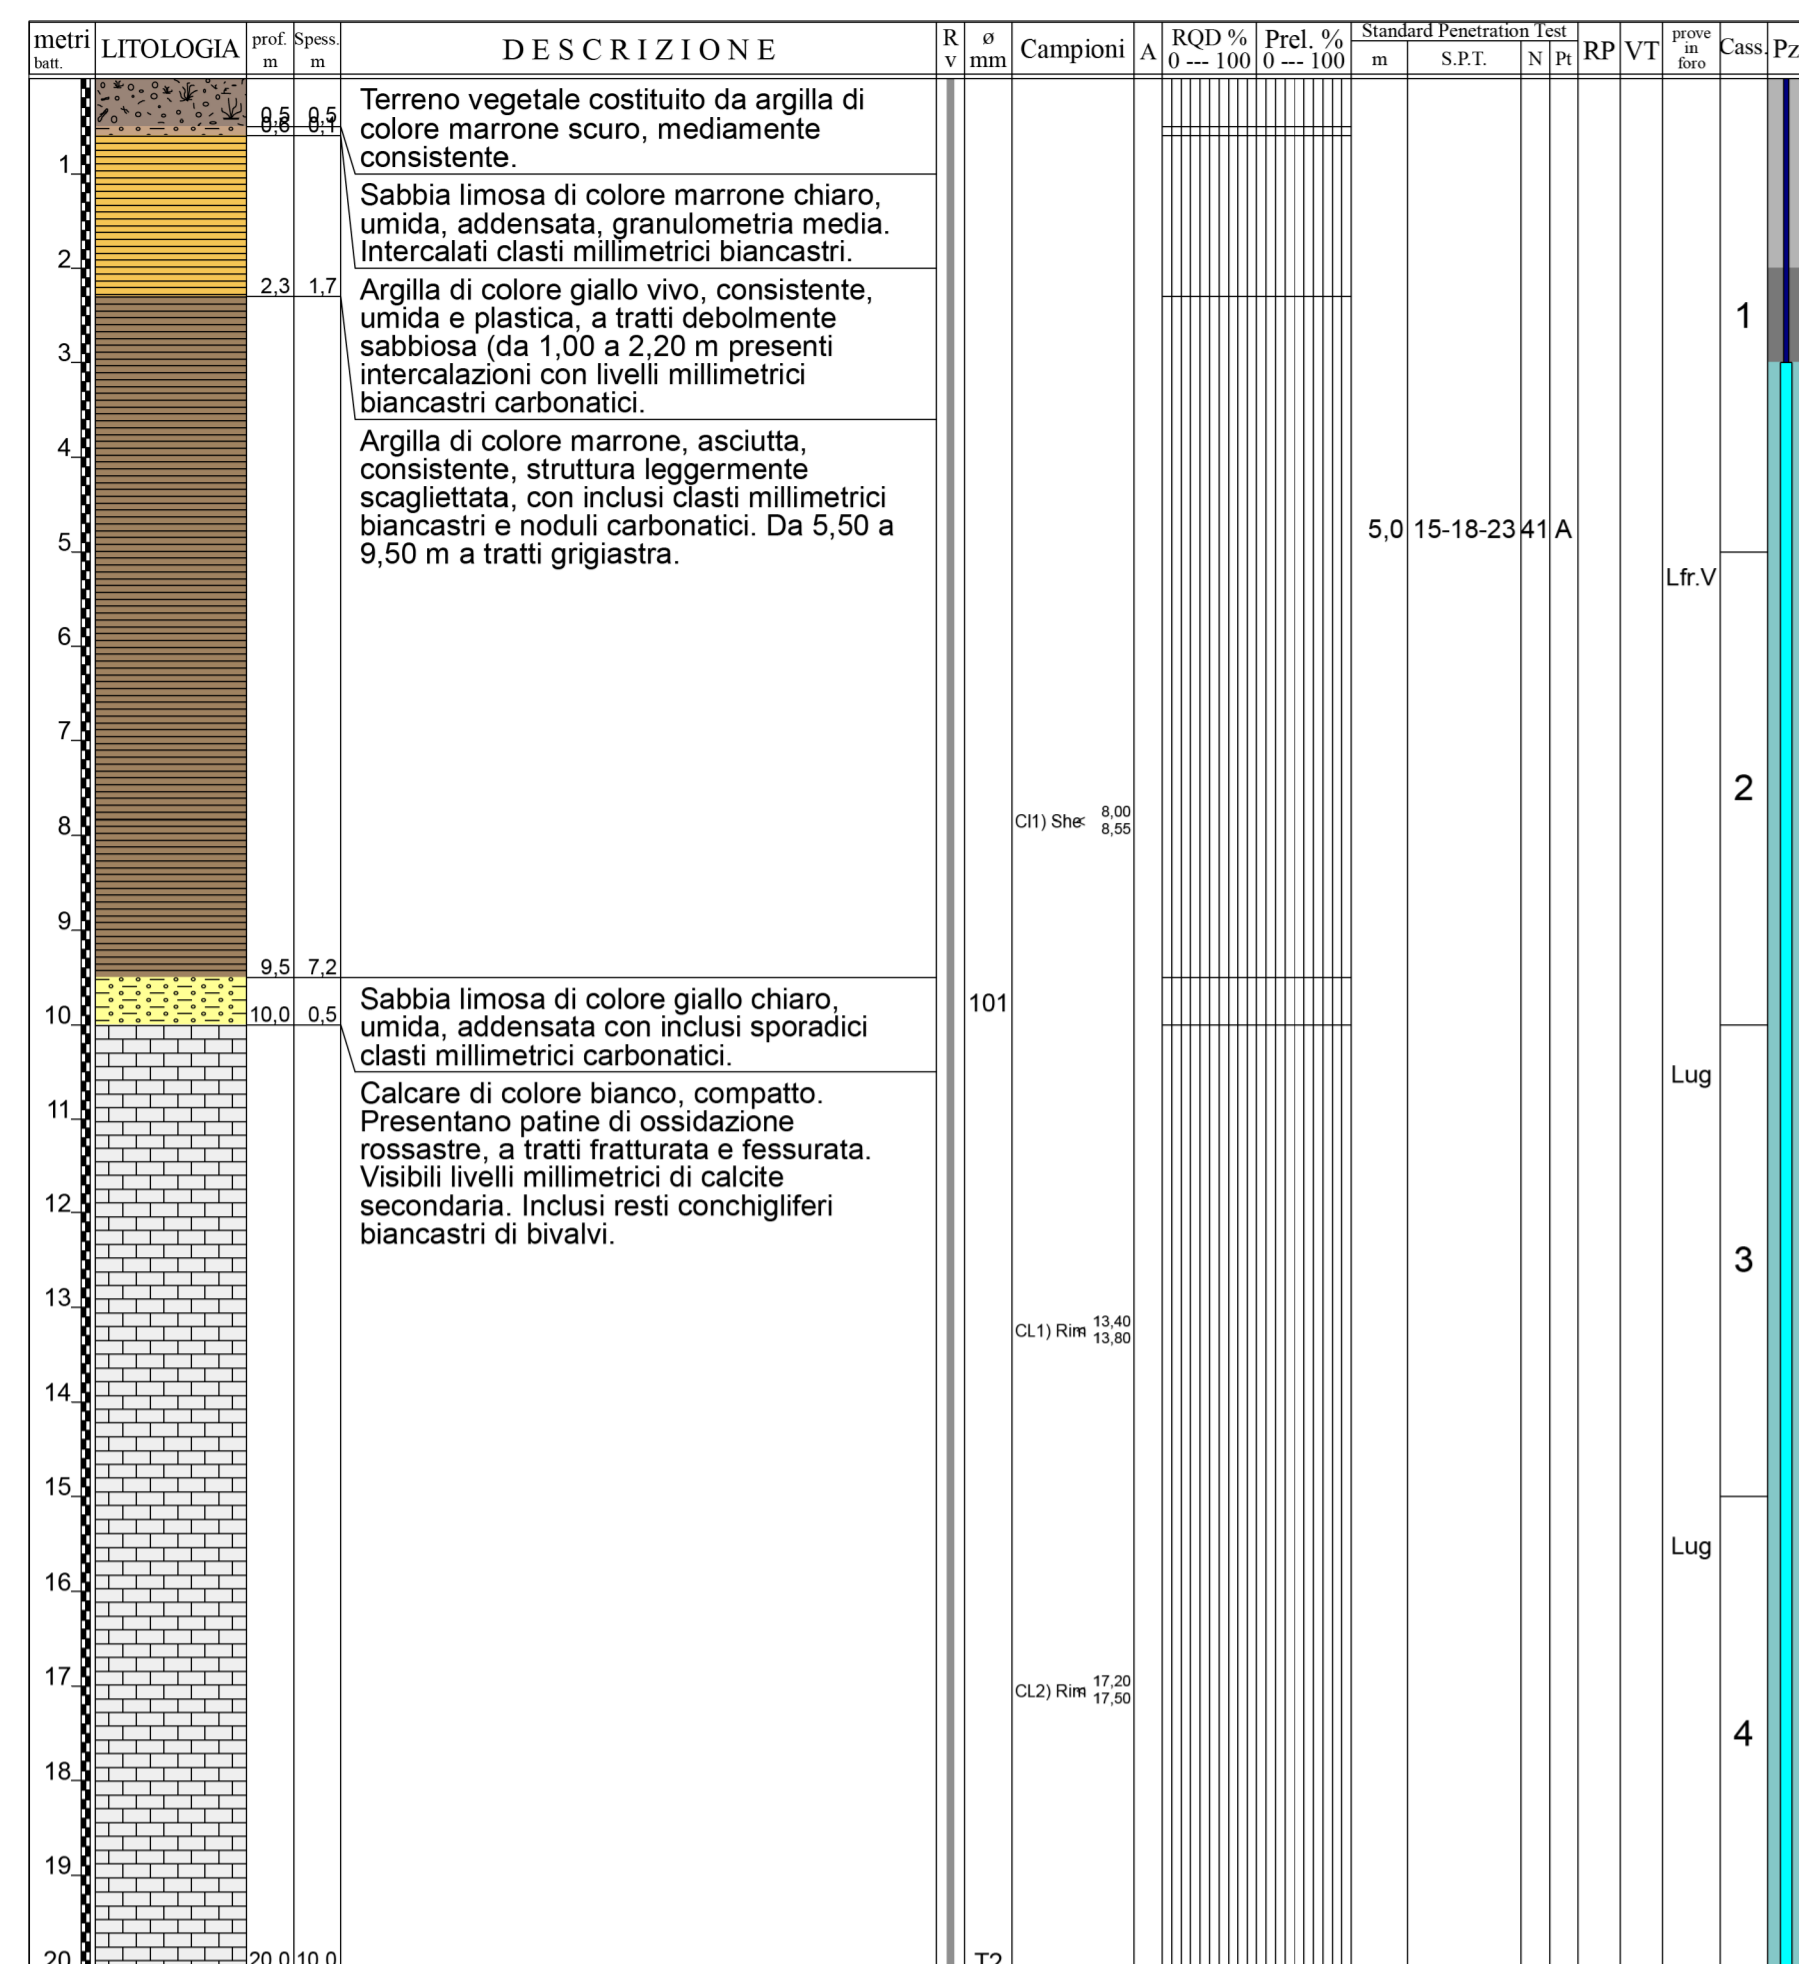 metri
batt.
LITOLOGIA
prof.
m
Spess.
m
DESCRIZIONE
R
v
ø
mm
Campioni
A
RQD %
0 --- 100
Prel. %
0 --- 100
Standard Penetration Test
m
S.P.T.
N
Pt
RP
VT
prove
in
foro
Cass.
Pz
0,5 0,5
0,6 0,1
Terreno vegetale costituito da argilla di
colore marrone scuro, mediamente
consistente.
1
Sabbia limosa di colore marrone chiaro,
umida, addensata, granulometria media.
Intercalati clasti millimetrici biancastri.
2
2,3 1,7
Argilla di colore giallo vivo, consistente,
umida e plastica, a tratti debolmente
sabbiosa (da 1,00 a 2,20 m presenti
intercalazioni con livelli millimetrici
biancastri carbonatici.
1
3
Argilla di colore marrone, asciutta,
consistente, struttura leggermente
scagliettata, con inclusi clasti millimetrici
biancastri e noduli carbonatici. Da 5,50 a
9,50 m a tratti grigiastra.
4
5,0 15-18-23 41 A
5
Lfr.V
6
7
2
8
CI1) She< 8,00
8,55
9
9,5 7,2
Sabbia limosa di colore giallo chiaro,
umida, addensata con inclusi sporadici
clasti millimetrici carbonatici.
101
10
10,0 0,5
Lug
Calcare di colore bianco, compatto.
Presentano patine di ossidazione
rossastre, a tratti fratturata e fessurata.
Visibili livelli millimetrici di calcite
secondaria. Inclusi resti conchigliferi
biancastri di bivalvi.
11
12
3
13
CL1) Rim< 13,40
13,80
14
15
Lug
16
17
CL2) Rim< 17,20
17,50
4
18
19
20
20,0 10,0
T2